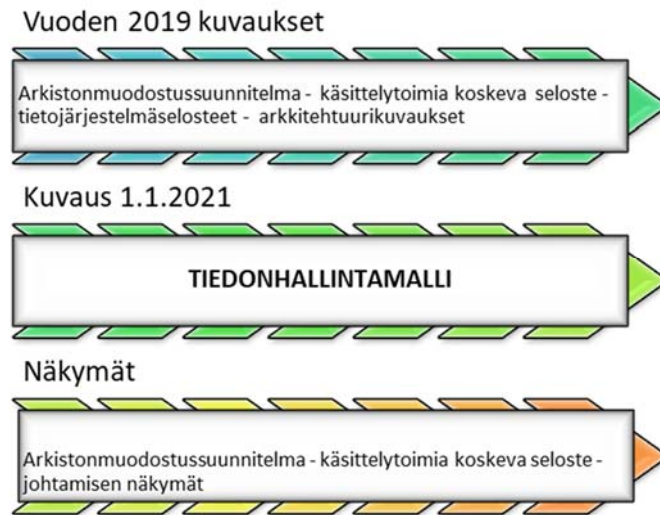 Vuoden 2019 kuvaukset
Arkistonmuodostussuunnitelma - käsittelytoimia koskeva seloste -
tietojärjestelmäselosteet - arkkitehtuurikuvaukset
Kuvaus 1.1.2021
TIEDONHALLINTAMALLI
Näkymät
Arkistonmuodostussuunnitelma - käsittelytoimia koskeva seloste -
johtamisen näkymät